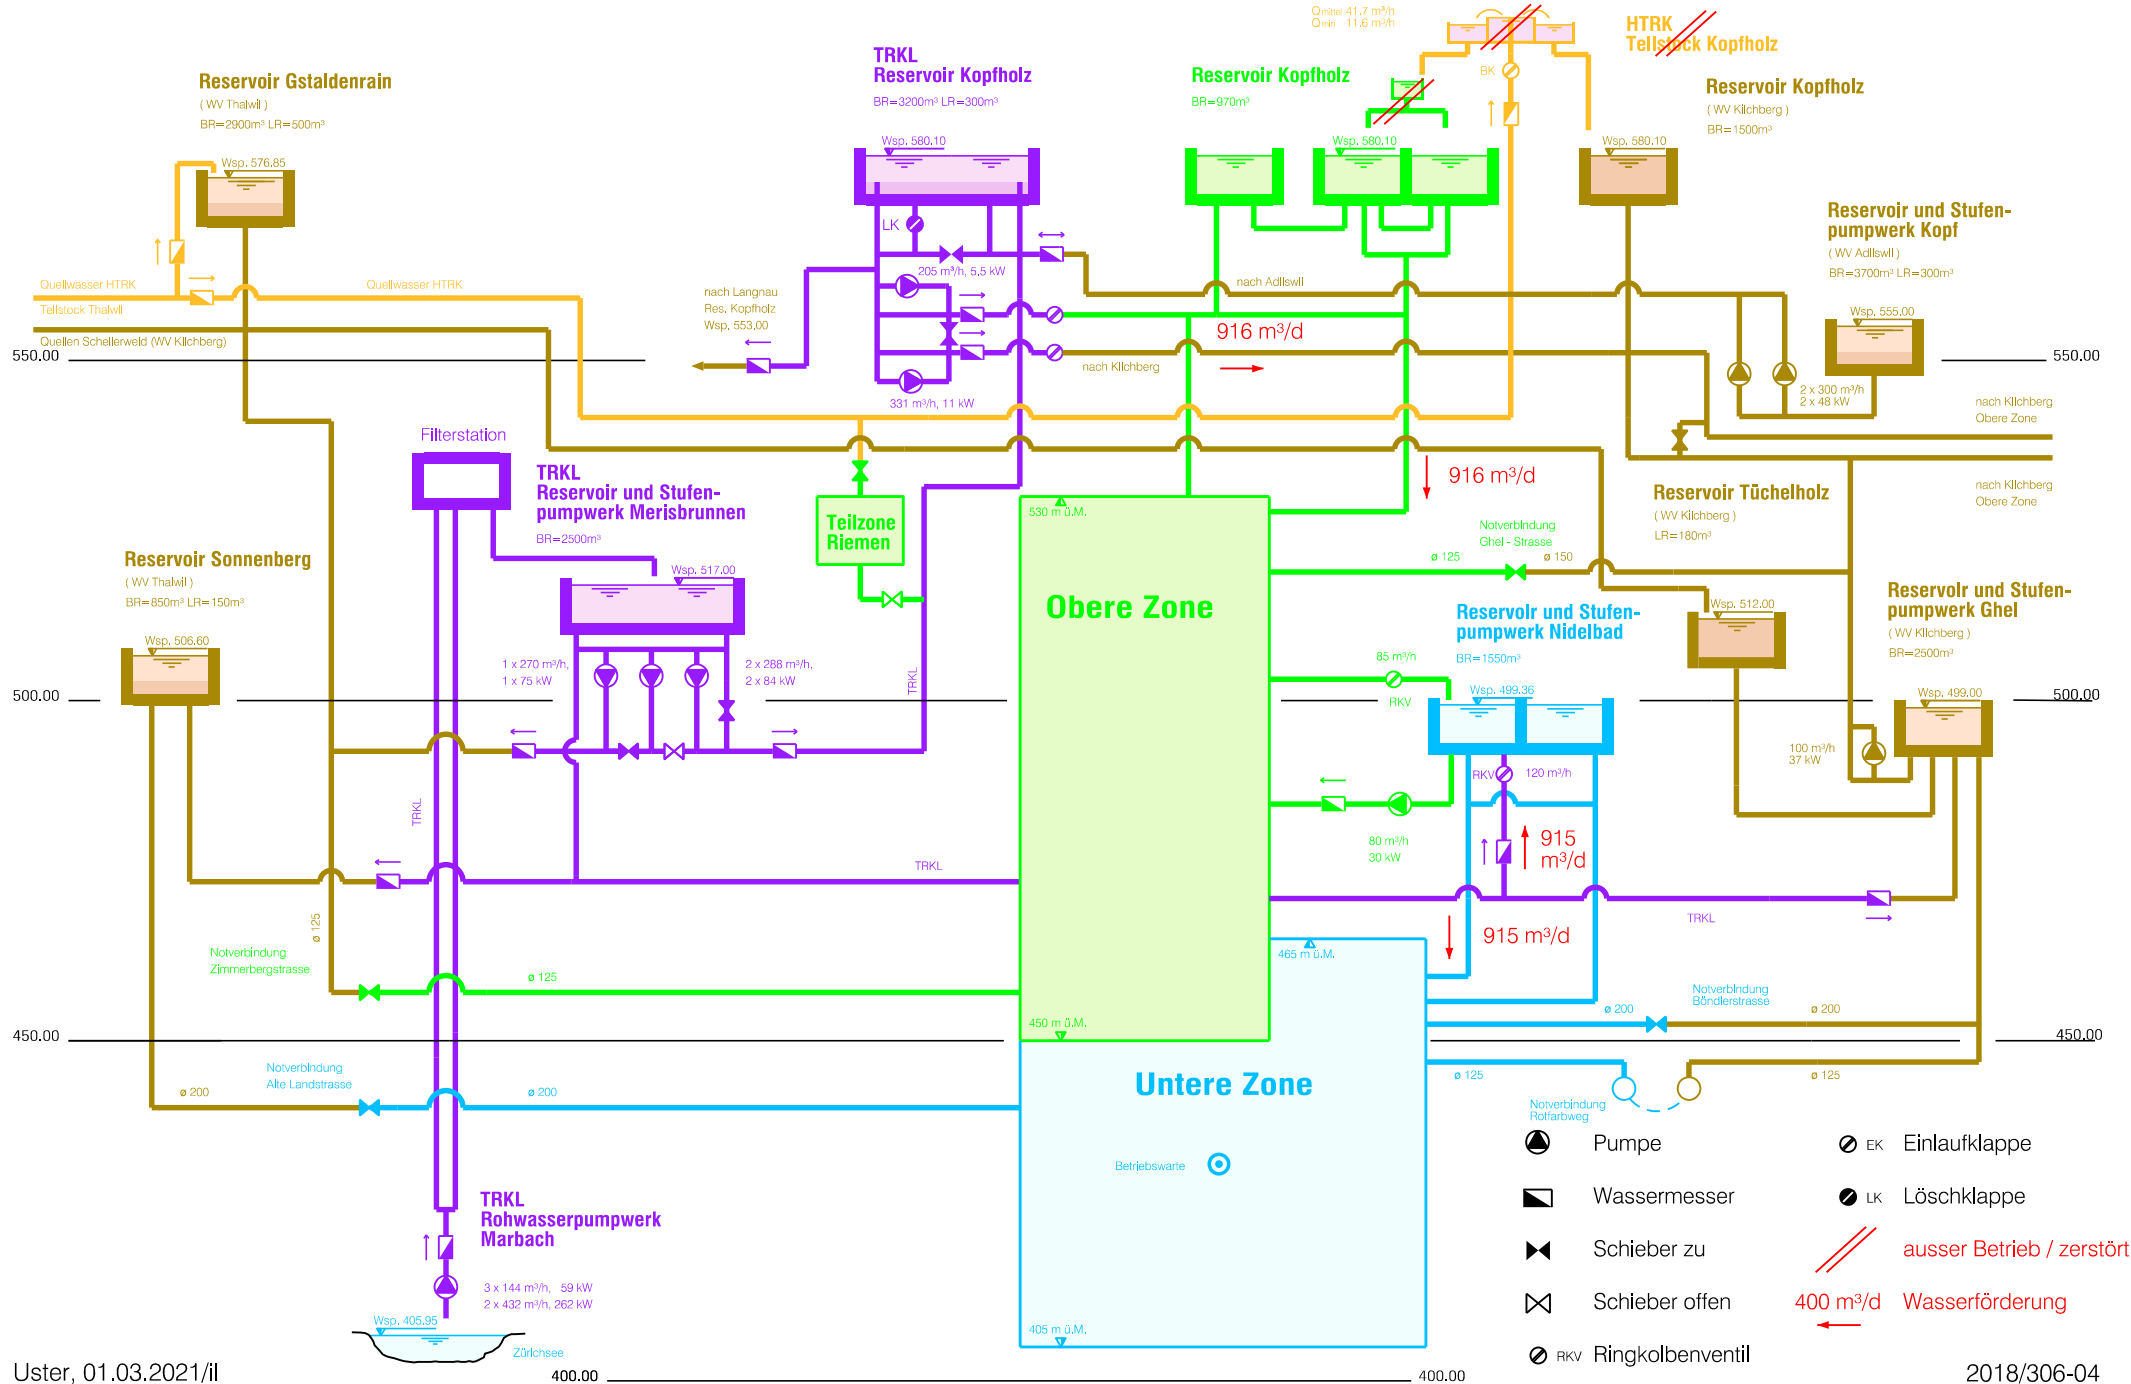 Qmittel 41.7 m³/h
Qmin 11.6 m³/h
HTRK
Tellstock Kopfholz
BK
TRKL
Reservoir Kopfholz
BR=3200m³ LR=300m³
Wsp. 580.10
Reservoir Kopfholz
BR=970m³
Wsp. 580.10
Reservoir Kopfholz
( WV Kilchberg )
BR=1500m³
Wsp. 580.10
Reservoir Gstaldenrain
( WV Thalwil )
BR=2900m³ LR=500m³
Wsp. 576.85
Reservoir und Stufen-
pumpwerk Kopf
( WV Adliswil )
BR=3700m³ LR=300m³
Wsp. 555.00
2 x 300 m³/h
2 x 48 kW
LK
205 m³/h, 5,5 kW
nach Adliswil
Quellwasser HTRK
Quellwasser HTRK
Tellstock Thalwil
Quellen Schellerweid (WV Kilchberg)
nach Langnau
Res. Kopfholz
Wsp. 553.00
916 m³/d
nach Kilchberg
331 m³/h, 11 kW
550.00
550.00
nach Kilchberg
Obere Zone
nach Kilchberg
Obere Zone
Filterstation
TRKL
Reservoir und Stufen-
pumpwerk Merisbrunnen
BR=2500m³
Wsp. 517.00
1 x 270 m³/h,
1 x 75 kW
2 x 288 m³/h,
2 x 84 kW
TRKL
Teilzone
Riemen
530 m ü.M.
Obere Zone
450 m ü.M.
916 m³/d
Notverbindung
Ghei - Strasse
ø 125
ø 150
Reservoir Tüchelholz
( WV Kilchberg )
LR=180m³
Wsp. 512.00
Reservoir Sonnenberg
( WV Thalwil )
BR=850m³ LR=150m³
Wsp. 506.60
Reservoir und Stufen-
pumpwerk Nidelbad
BR=1550m³
Wsp. 499.36
85 m³/h
RKV
RKV
120 m³/h
80 m³/h
30 kW
Reservoir und Stufen-
pumpwerk Ghei
( WV Kilchberg )
BR=2500m³
Wsp. 499.00
100 m³/h
37 kW
500.00
500.00
TRKL
TRKL
915
m³/d
915 m³/d
TRKL
465 m ü.M.
ø 125
Notverbindung
Zimmerbergstrasse
ø 125
Notverbindung
Böndlerstrasse
ø 200
ø 200
450.00
450.00
Notverbindung
Alte Landstrasse
ø 200
ø 200
ø 125
ø 125
Notverbindung
Rotfarbweg
Untere Zone
Betriebswarte
405 m ü.M.
TRKL
Rohwasserpumpwerk
Marbach
3 x 144 m³/h, 59 kW
2 x 432 m³/h, 262 kW
Wsp. 405.95
Zürichsee
Pumpe
EK Einlaufklappe
Wassermesser
LK Löschklappe
Schieber zu
ausser Betrieb / zerstört
Schieber offen
400 m³/d Wasserförderung
RKV Ringkolbenventil
Uster, 01.03.2021/il
400.00
400.00
2018/306-04